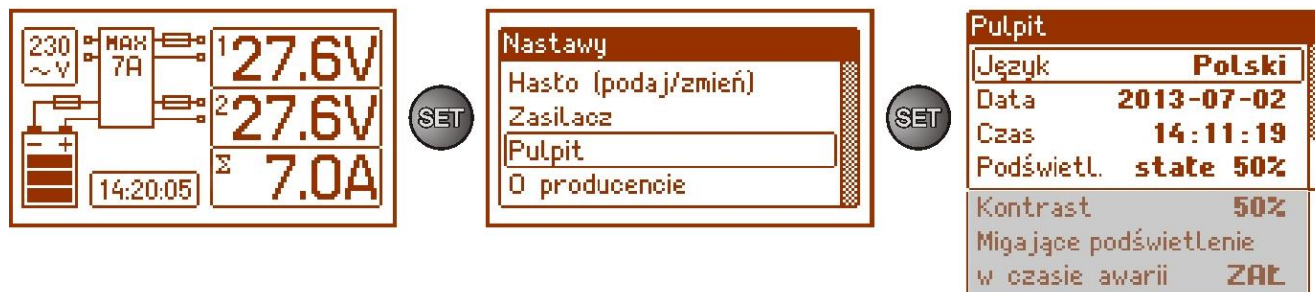 230
~ V
MAX
7A
1 27.6V
2 27.6V
Σ 7.0A
- +
14:20:05
SET
Nastawy
Hasło (podaj/zmień)
Zasilacz
Pulpit
O producencie
SET
Pulpit
Język Polski
Data 2013-07-02
Czas 14:11:19
Podświetl. stałe 50%
Kontrast 50%
Migające podświetlenie
w czasie awarii ZAŁ